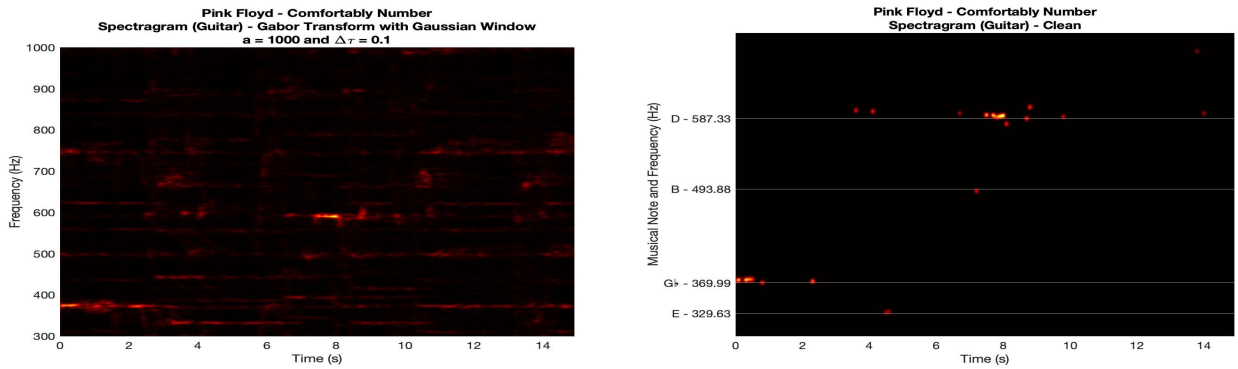 Pink Floyd - Comfortably Number
Spectragram (Guitar) - Gabor Transform with Gaussian Window
a = 1000 and Δτ = 0.1
1000
900
800
700
600
500
400
300
Frequency (Hz)
0 2 4 6 8 10 12 14
Time (s)
Pink Floyd - Comfortably Number
Spectragram (Guitar) - Clean
D - 587.33
B - 493.88
G♭ - 369.99
E - 329.63
Musical Note and Frequency (Hz)
0 2 4 6 8 10 12 14
Time (s)